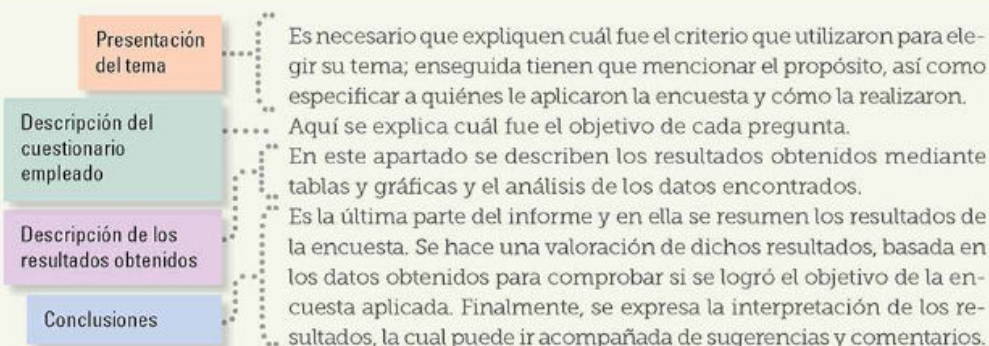 Presentación
del tema
Es necesario que expliquen cuál fue el criterio que utilizaron para ele-
gir su tema; enseguida tienen que mencionar el propósito, así como
especificar a quiénes le aplicaron la encuesta y cómo la realizaron.
Descripción del
cuestionario
empleado
Aquí se explica cuál fue el objetivo de cada pregunta.
Descripción de los
resultados obtenidos
En este apartado se describen los resultados obtenidos mediante
tablas y gráficas y el análisis de los datos encontrados.
Conclusiones
Es la última parte del informe y en ella se resumen los resultados de
la encuesta. Se hace una valoración de dichos resultados, basada en
los datos obtenidos para comprobar si se logró el objetivo de la en-
cuesta aplicada. Finalmente, se expresa la interpretación de los re-
sultados, la cual puede ir acompañada de sugerencias y comentarios.